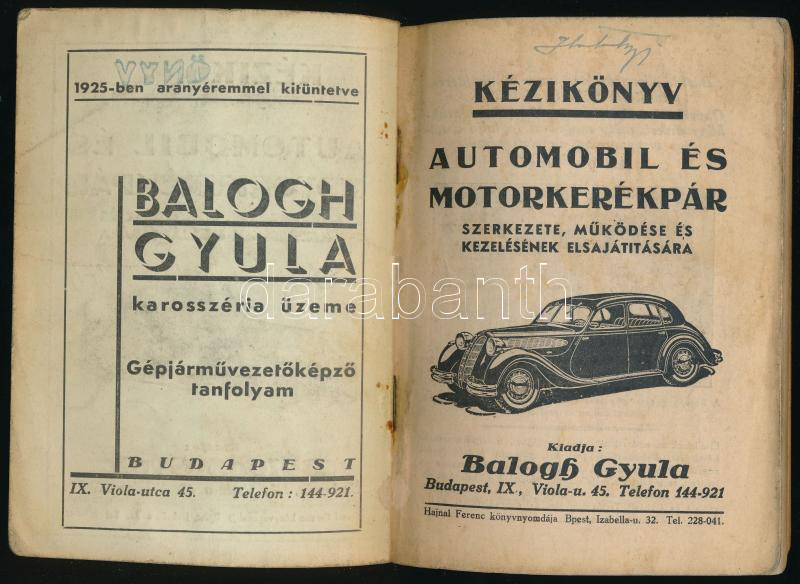 KÖNYV
1925-ben aranyéremmel kitüntetve
BALOGH
GYULA
karosszéria üzeme
Gépjárművezetőképző
tanfolyam
BUDAPEST
IX. Viola-utca 45. Telefon: 144-921.
KÉZIKÖNYV
AUTOMOBIL ÉS
MOTORKERÉKPÁR
SZERKEZETE, MŰKÖDÉSE ÉS
KEZELÉSÉNEK ELSAJÁTITÁSÁRA
Kiadja:
Balogh Gyula
Budapest, IX., Viola-u. 45. Telefon 144-921
Hajnal Ferenc könyvnyomdája Bpest, Izabella-u. 32. Tel. 228-041.
darabanth